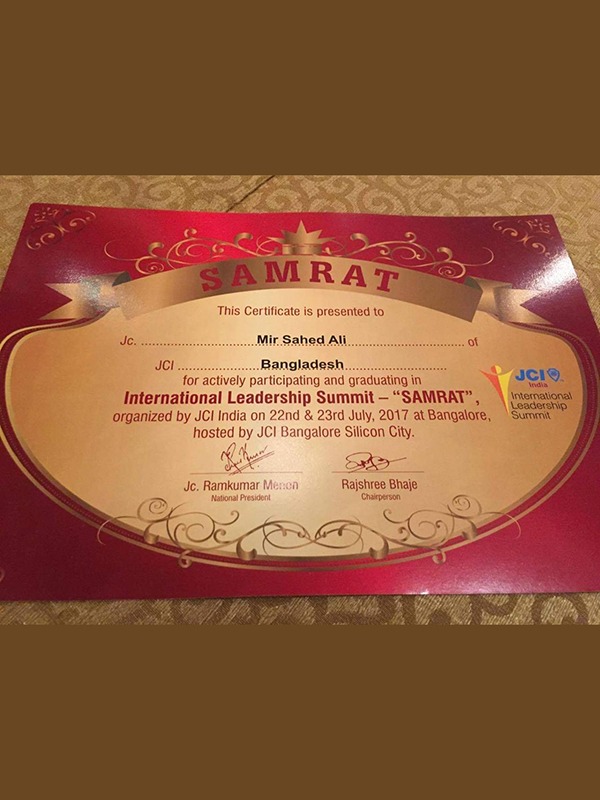 SAMRAT
This Certificate is presented to
Jc. Mir Sahed Ali of
JCI Bangladesh
for actively participating and graduating in
International Leadership Summit – “SAMRAT”,
organized by JCI India on 22nd & 23rd July, 2017 at Bangalore,
hosted by JCI Bangalore Silicon City.
JCI
India
International
Leadership
Summit
Jc. Ramkumar Menon
National President
Rajshree Bhaje
Chairperson